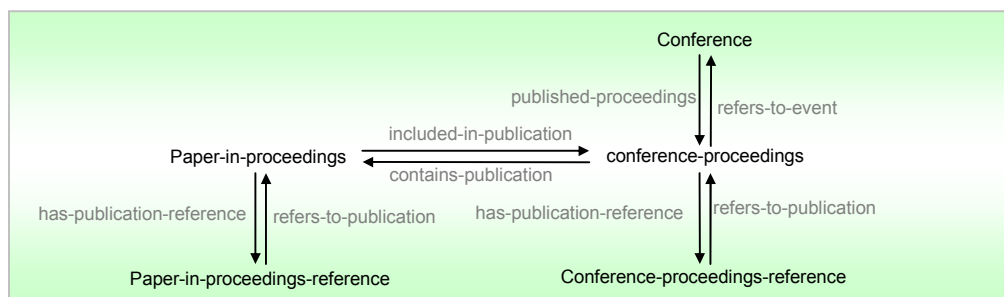 Conference
published-proceedings
refers-to-event
included-in-publication
Paper-in-proceedings
conference-proceedings
contains-publication
has-publication-reference
refers-to-publication
has-publication-reference
refers-to-publication
Paper-in-proceedings-reference
Conference-proceedings-reference